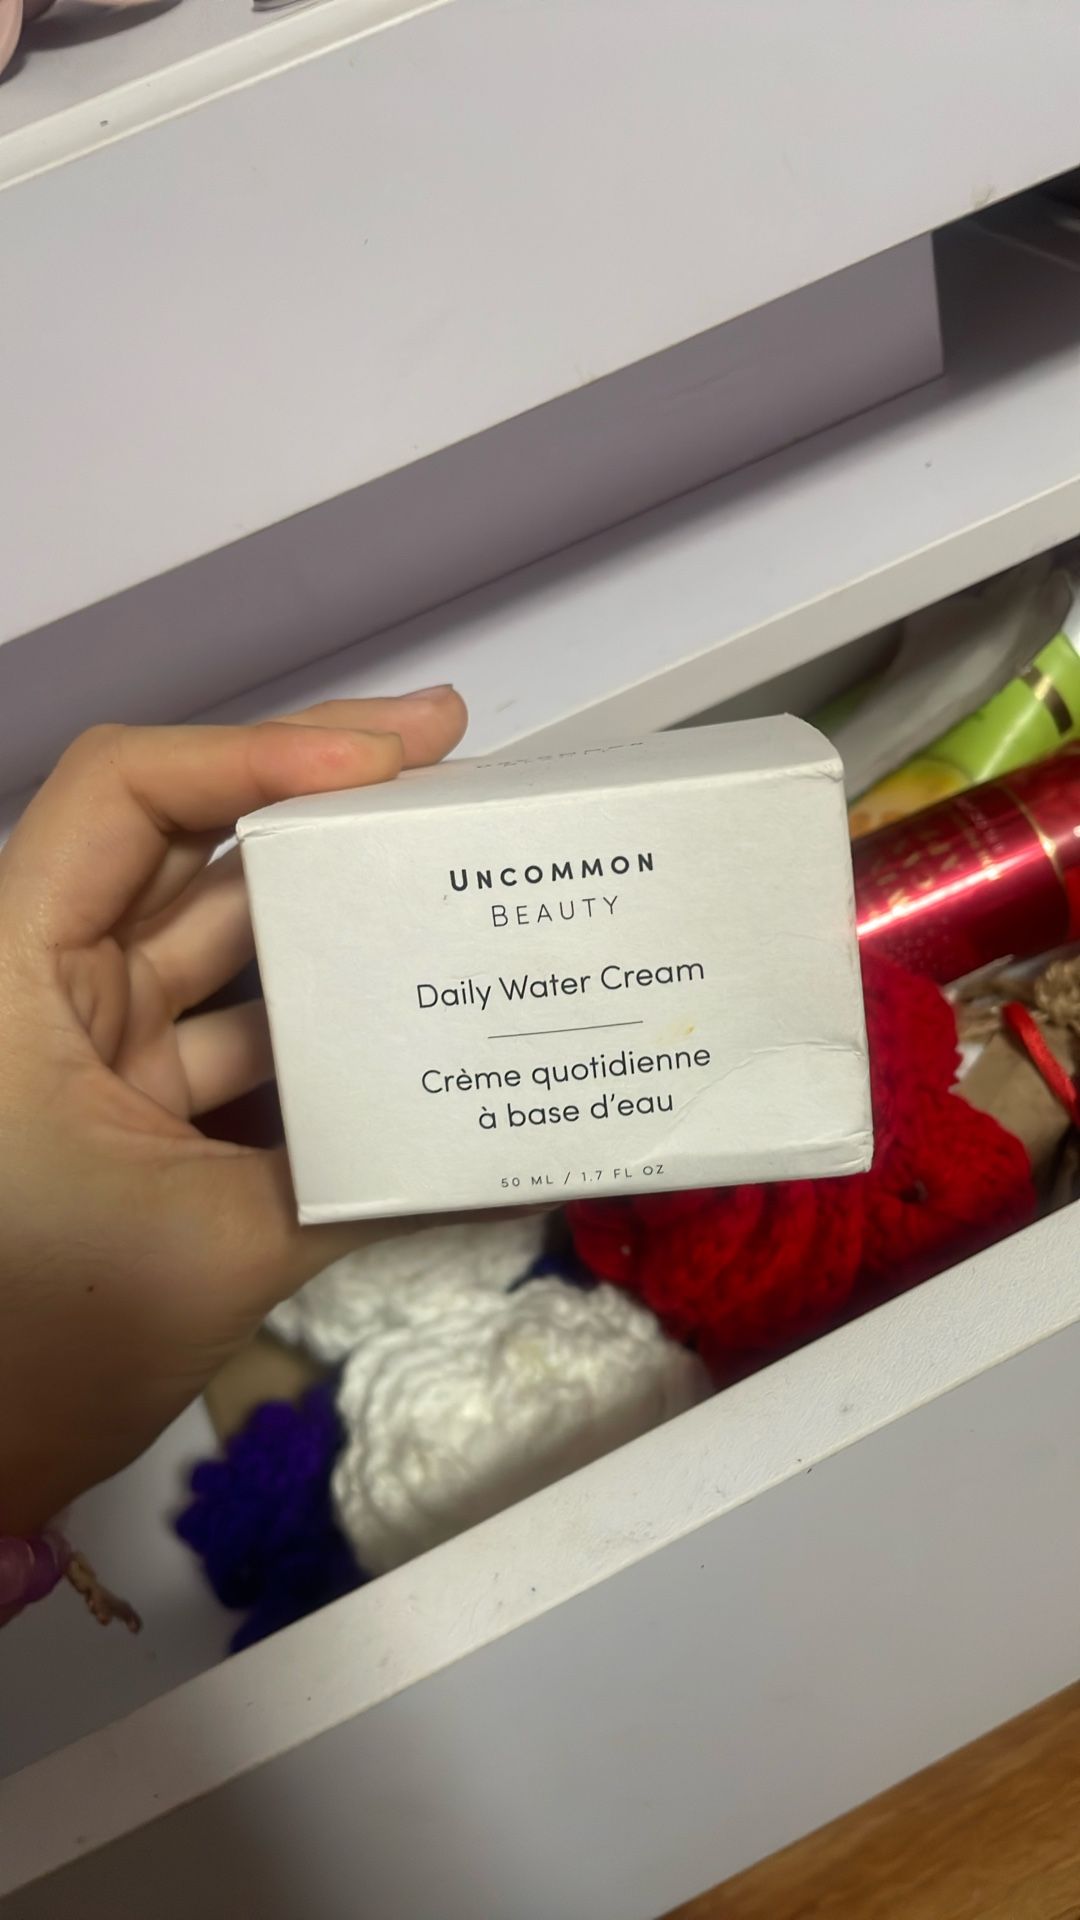 UNCOMMON
BEAUTY
Daily Water Cream
Crème quotidienne
à base d'eau
50 ML / 1.7 FL OZ